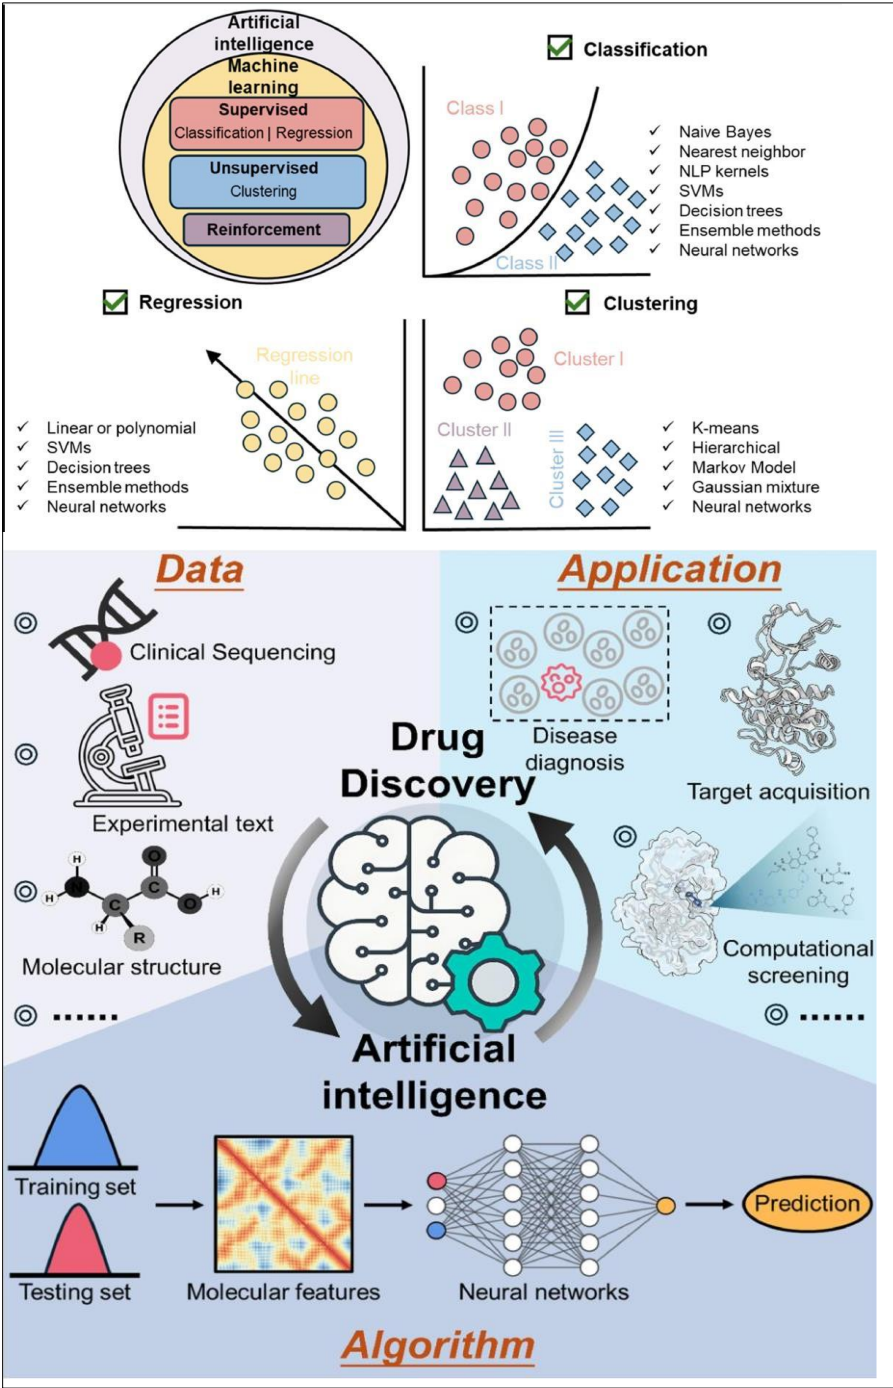 Artificial
intelligence
Machine
learning
Supervised
Classification | Regression
Unsupervised
Clustering
Reinforcement
Classification
Class I
Class II
Naive Bayes
Nearest neighbor
NLP kernels
SVMs
Decision trees
Ensemble methods
Neural networks
Regression
Regression
line
Linear or polynomial
SVMs
Decision trees
Ensemble methods
Neural networks
Clustering
Cluster I
Cluster II
Cluster III
K-means
Hierarchical
Markov Model
Gaussian mixture
Neural networks
Data
Clinical Sequencing
Experimental text
H
H
N
C
H
R
O
O
H
Molecular structure
......
Application
Disease
diagnosis
Target acquisition
Computational
screening
......
Drug
Discovery
Artificial
intelligence
Training set
Testing set
Molecular features
Neural networks
Prediction
Algorithm